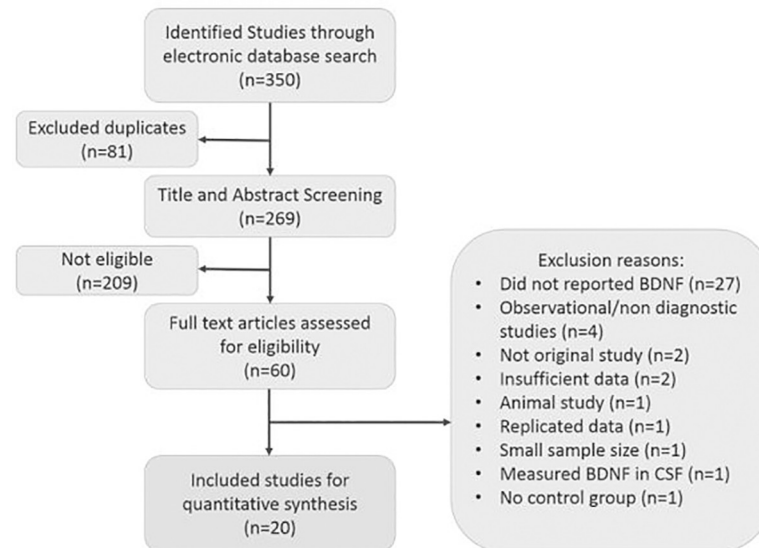 Identified Studies through
electronic database search
(n=350)
Excluded duplicates
(n=81)
Title and Abstract Screening
(n=269)
Not eligible
(n=209)
Full text articles assessed
for eligibility
(n=60)
Exclusion reasons:
• Did not reported BDNF (n=27)
• Observational/non diagnostic
studies (n=4)
• Not original study (n=2)
• Insufficient data (n=2)
• Animal study (n=1)
• Replicated data (n=1)
• Small sample size (n=1)
• Measured BDNF in CSF (n=1)
• No control group (n=1)
Included studies for
quantitative synthesis
(n=20)